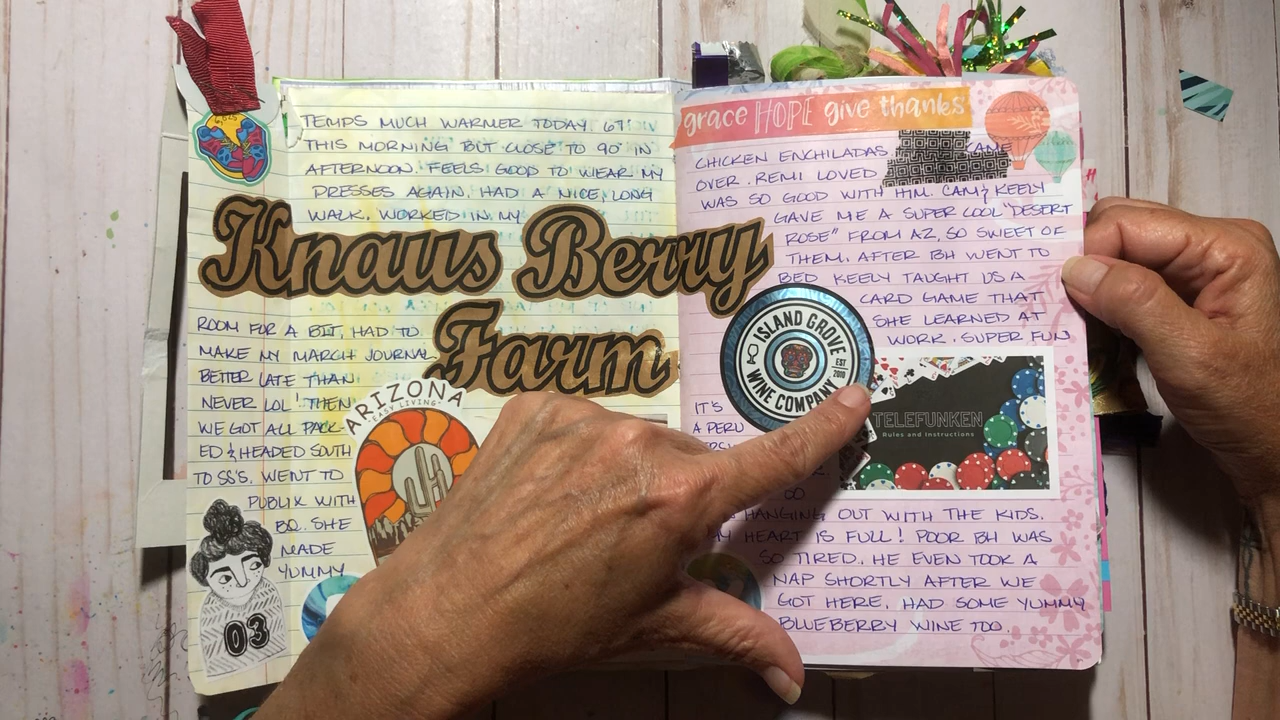 TEMPS MUCH WARMER TODAY. 67°
THIS MORNING BUT CLOSE TO 90° IN
AFTERNOON. FEELS GOOD TO WEAR MY
DRESSES AGAIN. HAD A NICE, LONG
WALK. WORKED IN MY
Knaus Berry
Farm
ROOM FOR A BIT, HAD TO
MAKE MY MARCH JOURNAL
BETTER LATE THAN
NEVER LOL! THEN
WE GOT ALL PACK-
ED & HEADED SOUTH
TO SS'S. WENT TO
PUBLIX WITH
BQ. SHE
MADE
YUMMY
ARIZONA
EASY LIVING
03
grace HOPE give thanks
CHICKEN ENCHILADAS CAME
OVER. REMI LOVED
WAS SO GOOD WITH HIM. CAM & KEELY
GAVE ME A SUPER COOL "DESERT
ROSE" FROM AZ, SO SWEET OF
THEM. AFTER BH WENT TO
BED KEELY TAUGHT US A
CARD GAME THAT
SHE LEARNED AT
WORK. SUPER FUN
ISLAND GROVE
EST 2010
WINE COMPANY
TELEFUNKEN
Rules and Instructions
IT'S
A PERU
DO
HANGING OUT WITH THE KIDS.
MY HEART IS FULL! POOR BH WAS
SO TIRED. HE EVEN TOOK A
NAP SHORTLY AFTER WE
GOT HERE. HAD SOME YUMMY
BLUEBERRY WINE TOO